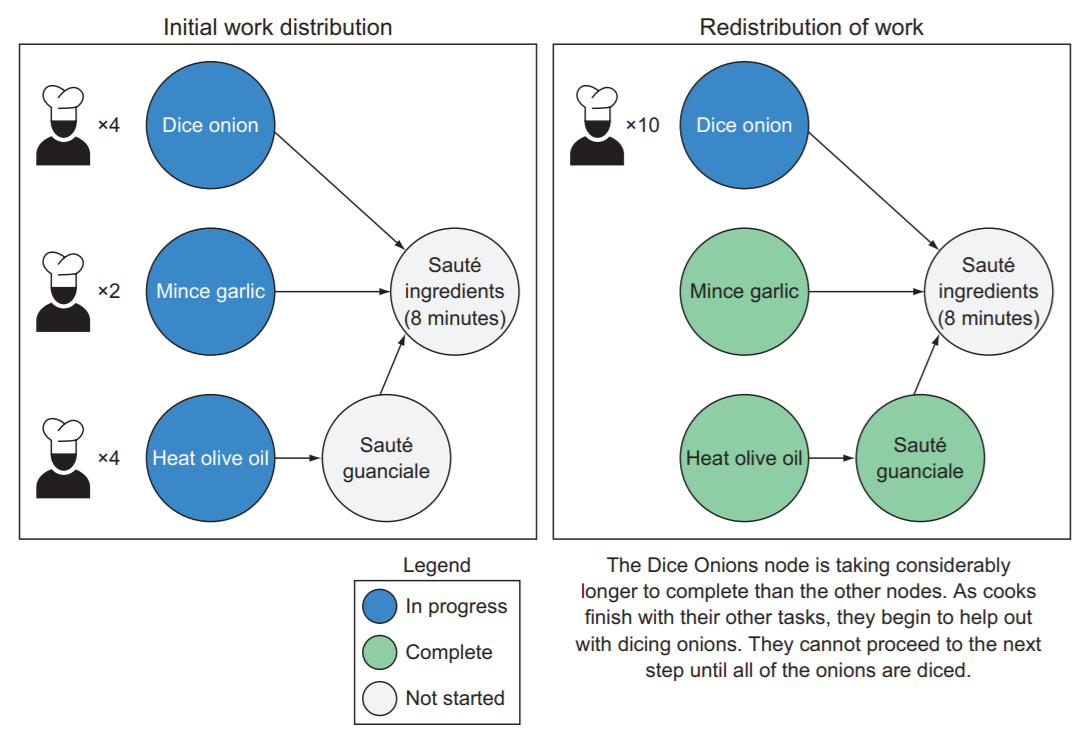 Initial work distribution
×4
Dice onion
×2
Mince garlic
Sauté
ingredients
(8 minutes)
×4
Heat olive oil
Sauté
guanciale
Redistribution of work
×10
Dice onion
Mince garlic
Sauté
ingredients
(8 minutes)
Heat olive oil
Sauté
guanciale
Legend
In progress
Complete
Not started
The Dice Onions node is taking considerably
longer to complete than the other nodes. As cooks
finish with their other tasks, they begin to help out
with dicing onions. They cannot proceed to the next
step until all of the onions are diced.